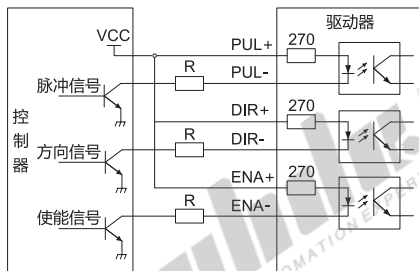 驱动器
VCC
PUL+ 270
脉冲信号 R PUL-
DIR+ 270
控制器
方向信号 R DIR-
ENA+ 270
使能信号 R ENA-